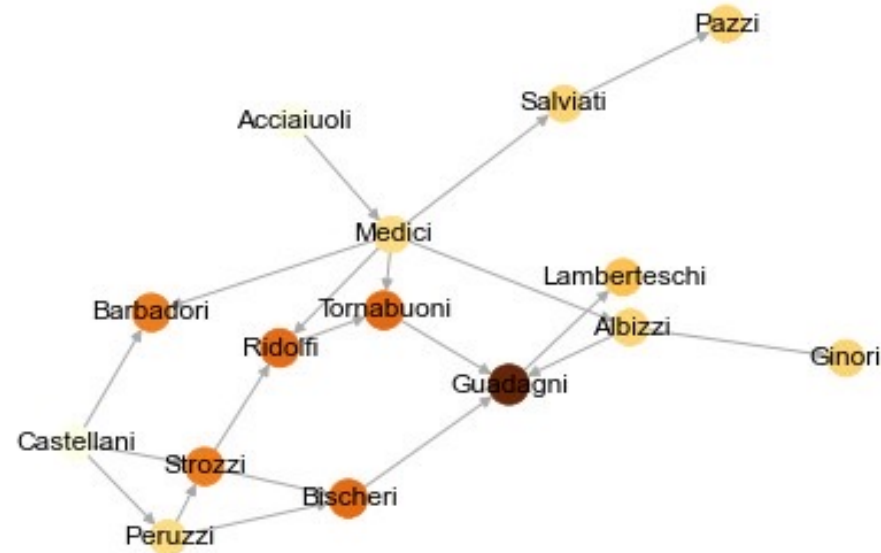 Pazzi
Salviati
Acciaiuoli
Medici
Lamberteschi
Barbadori
Tornabuoni
Albizzi
Ridolfi
Ginori
Guadagni
Castellani
Strozzi
Bischeri
Peruzzi